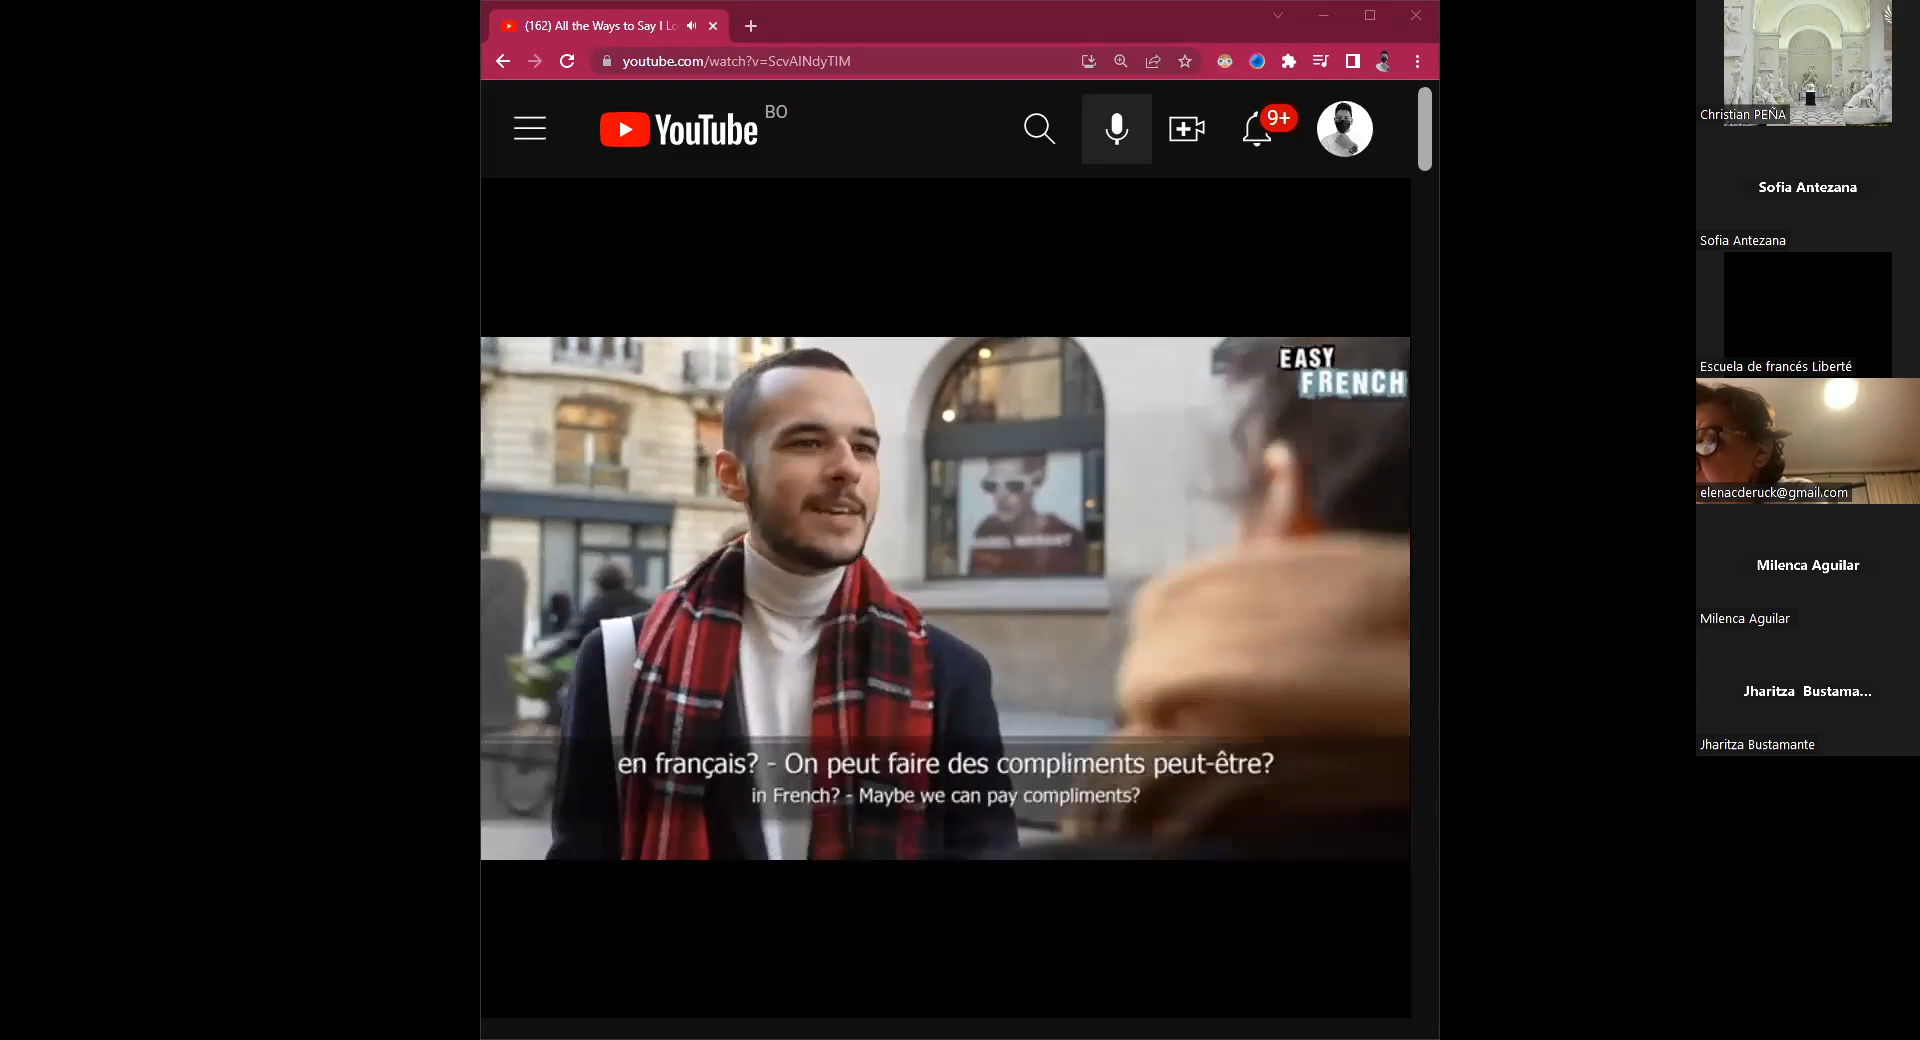 (162) All the Ways to Say I Lo
youtube.com/watch?v=ScvAlNdyTlM
YouTube BO
9+
EASY
FRENCH
en français? - On peut faire des compliments peut-être?
in French? - Maybe we can pay compliments?
Christian PEÑA
Sofia Antezana
Sofia Antezana
Escuela de francés Liberté
elenacderuck@gmail.com
Milenca Aguilar
Milenca Aguilar
Jharitza Bustama...
Jharitza Bustamante